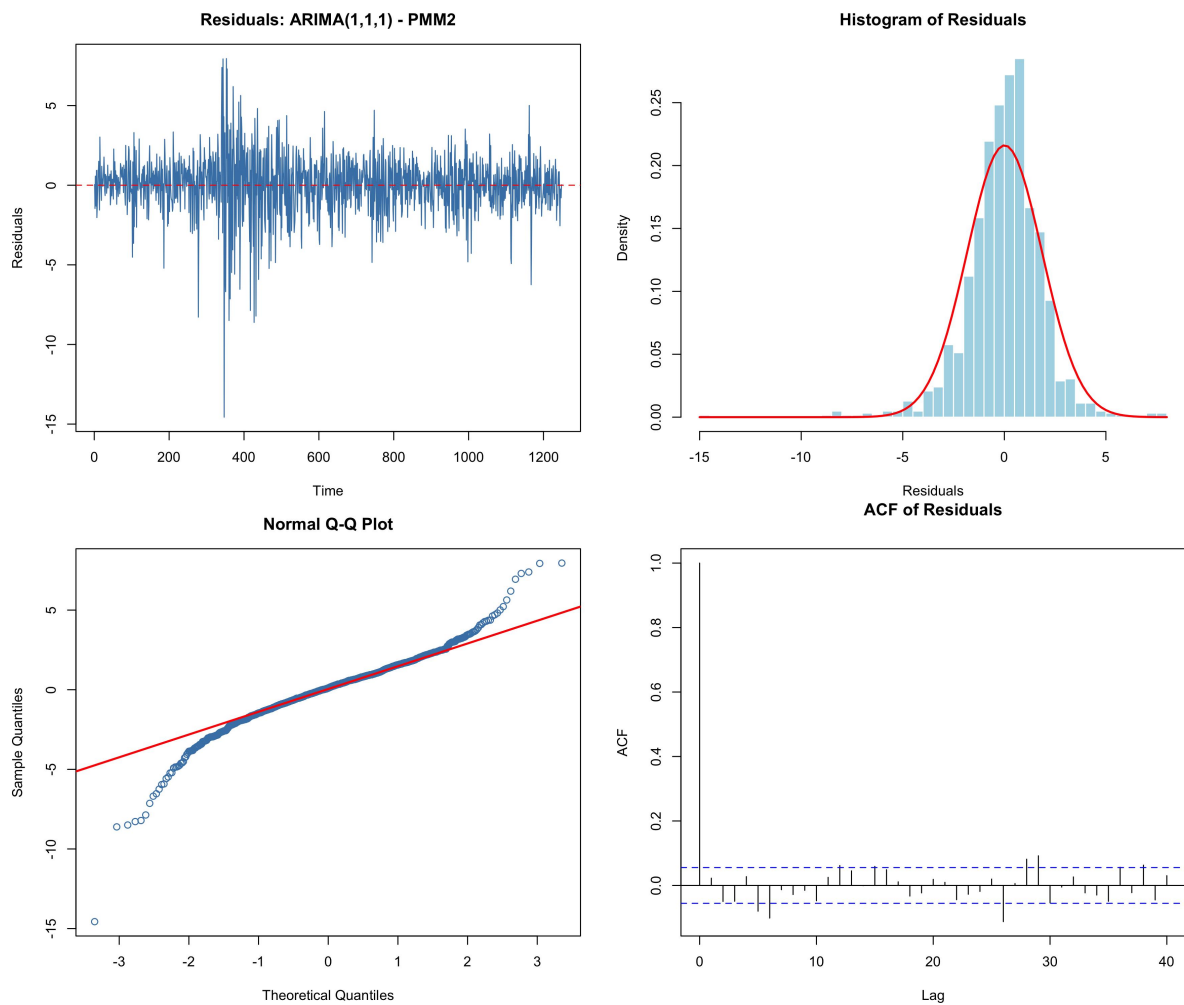 Residuals: ARIMA(1,1,1) - PMM2
Residuals
5
0
-5
-10
-15
0 200 400 600 800 1000 1200
Time
Histogram of Residuals
Density
0.25
0.20
0.15
0.10
0.05
0.00
-15 -10 -5 0 5
Residuals
Normal Q-Q Plot
Sample Quantiles
5
0
-5
-10
-15
-3 -2 -1 0 1 2 3
Theoretical Quantiles
ACF of Residuals
ACF
1.0
0.8
0.6
0.4
0.2
0.0
0 10 20 30 40
Lag